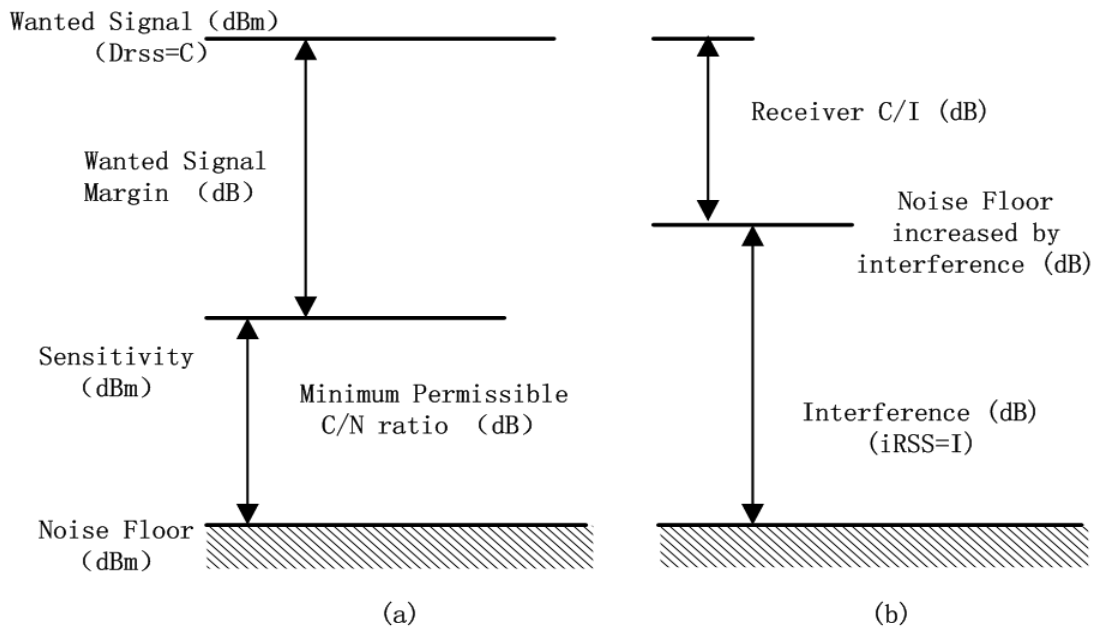 Wanted Signal (dBm)
(Drss=C)
Wanted Signal
Margin (dB)
Sensitivity
(dBm)
Minimum Permissible
C/N ratio (dB)
Noise Floor
(dBm)
(a)
Receiver C/I (dB)
Noise Floor
increased by
interference (dB)
Interference (dB)
(iRSS=I)
(b)